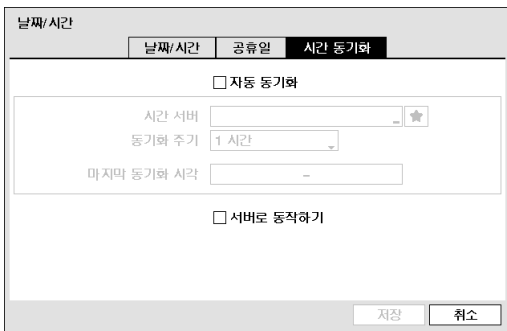 날짜/시간
날짜/시간 공휴일 시간 동기화
자동 동기화
시간 서버
동기화 주기 1 시간
마지막 동기화 시각 –
서버로 동작하기
저장 취소